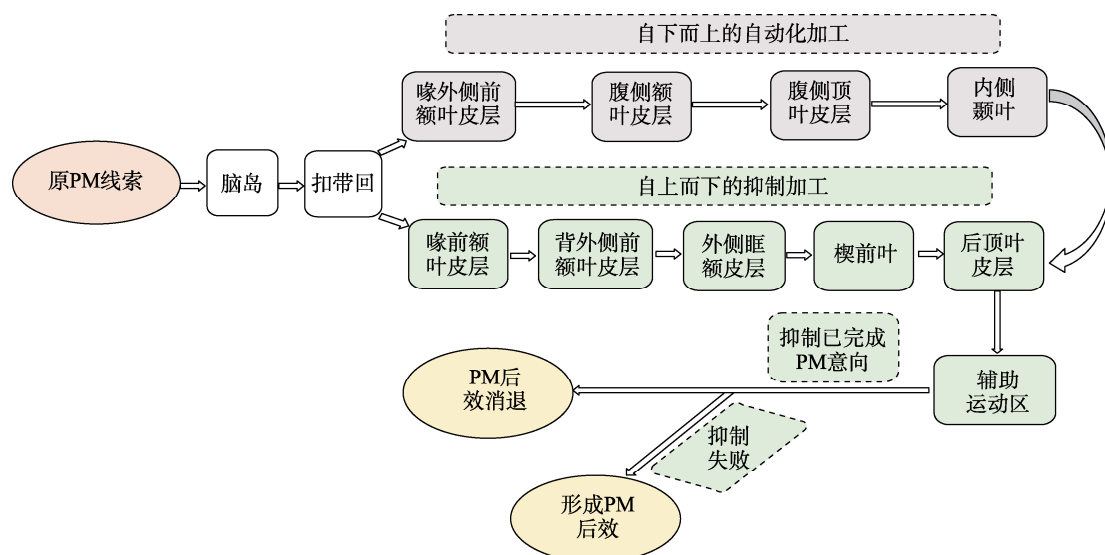 自下而上的自动化加工
喙外侧前
额叶皮层
腹侧额
叶皮层
腹侧顶
叶皮层
内侧
颞叶
原PM线索
脑岛
扣带回
自上而下的抑制加工
喙前额
叶皮层
背外侧前
额叶皮层
外侧眶
额皮层
楔前叶
后顶叶
皮层
抑制已完成
PM意向
PM后
效消退
辅助
运动区
抑制
失败
形成PM
后效